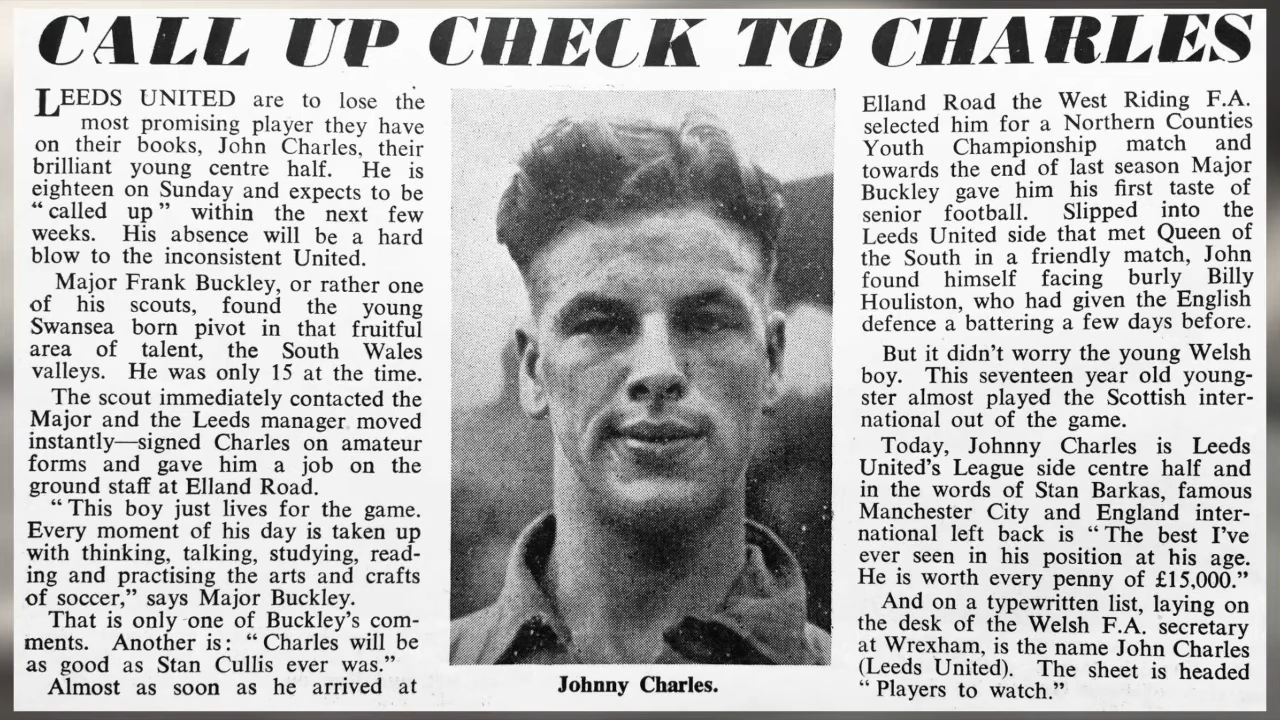 CALL UP CHECK TO CHARLES
LEEDS UNITED are to lose the
most promising player they have
on their books, John Charles, their
brilliant young centre half. He is
eighteen on Sunday and expects to be
“called up” within the next few
weeks. His absence will be a hard
blow to the inconsistent United.
Major Frank Buckley, or rather one
of his scouts, found the young
Swansea born pivot in that fruitful
area of talent, the South Wales
valleys. He was only 15 at the time.
The scout immediately contacted the
Major and the Leeds manager moved
instantly—signed Charles on amateur
forms and gave him a job on the
ground staff at Elland Road.
“This boy just lives for the game.
Every moment of his day is taken up
with thinking, talking, studying, read-
ing and practising the arts and crafts
of soccer,” says Major Buckley.
That is only one of Buckley’s com-
ments. Another is: “Charles will be
as good as Stan Cullis ever was.”
Almost as soon as he arrived at
Johnny Charles.
Elland Road the West Riding F.A.
selected him for a Northern Counties
Youth Championship match and
towards the end of last season Major
Buckley gave him his first taste of
senior football. Slipped into the
Leeds United side that met Queen of
the South in a friendly match, John
found himself facing burly Billy
Houliston, who had given the English
defence a battering a few days before.
But it didn’t worry the young Welsh
boy. This seventeen year old young-
ster almost played the Scottish inter-
national out of the game.
Today, Johnny Charles is Leeds
United’s League side centre half and
in the words of Stan Barkas, famous
Manchester City and England inter-
national left back is “The best I’ve
ever seen in his position at his age.
He is worth every penny of £15,000.”
And on a typewritten list, laying on
the desk of the Welsh F.A. secretary
at Wrexham, is the name John Charles
(Leeds United). The sheet is headed
“Players to watch.”